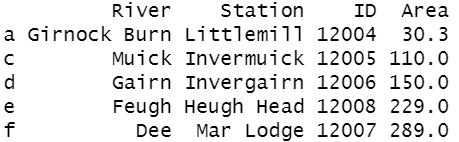 River Station ID Area
a Girnock Burn Littlemill 12004 30.3
c Muick Invermuick 12005 110.0
d Gairn Invergairn 12006 150.0
e Feugh Heugh Head 12008 229.0
f Dee Mar Lodge 12007 289.0